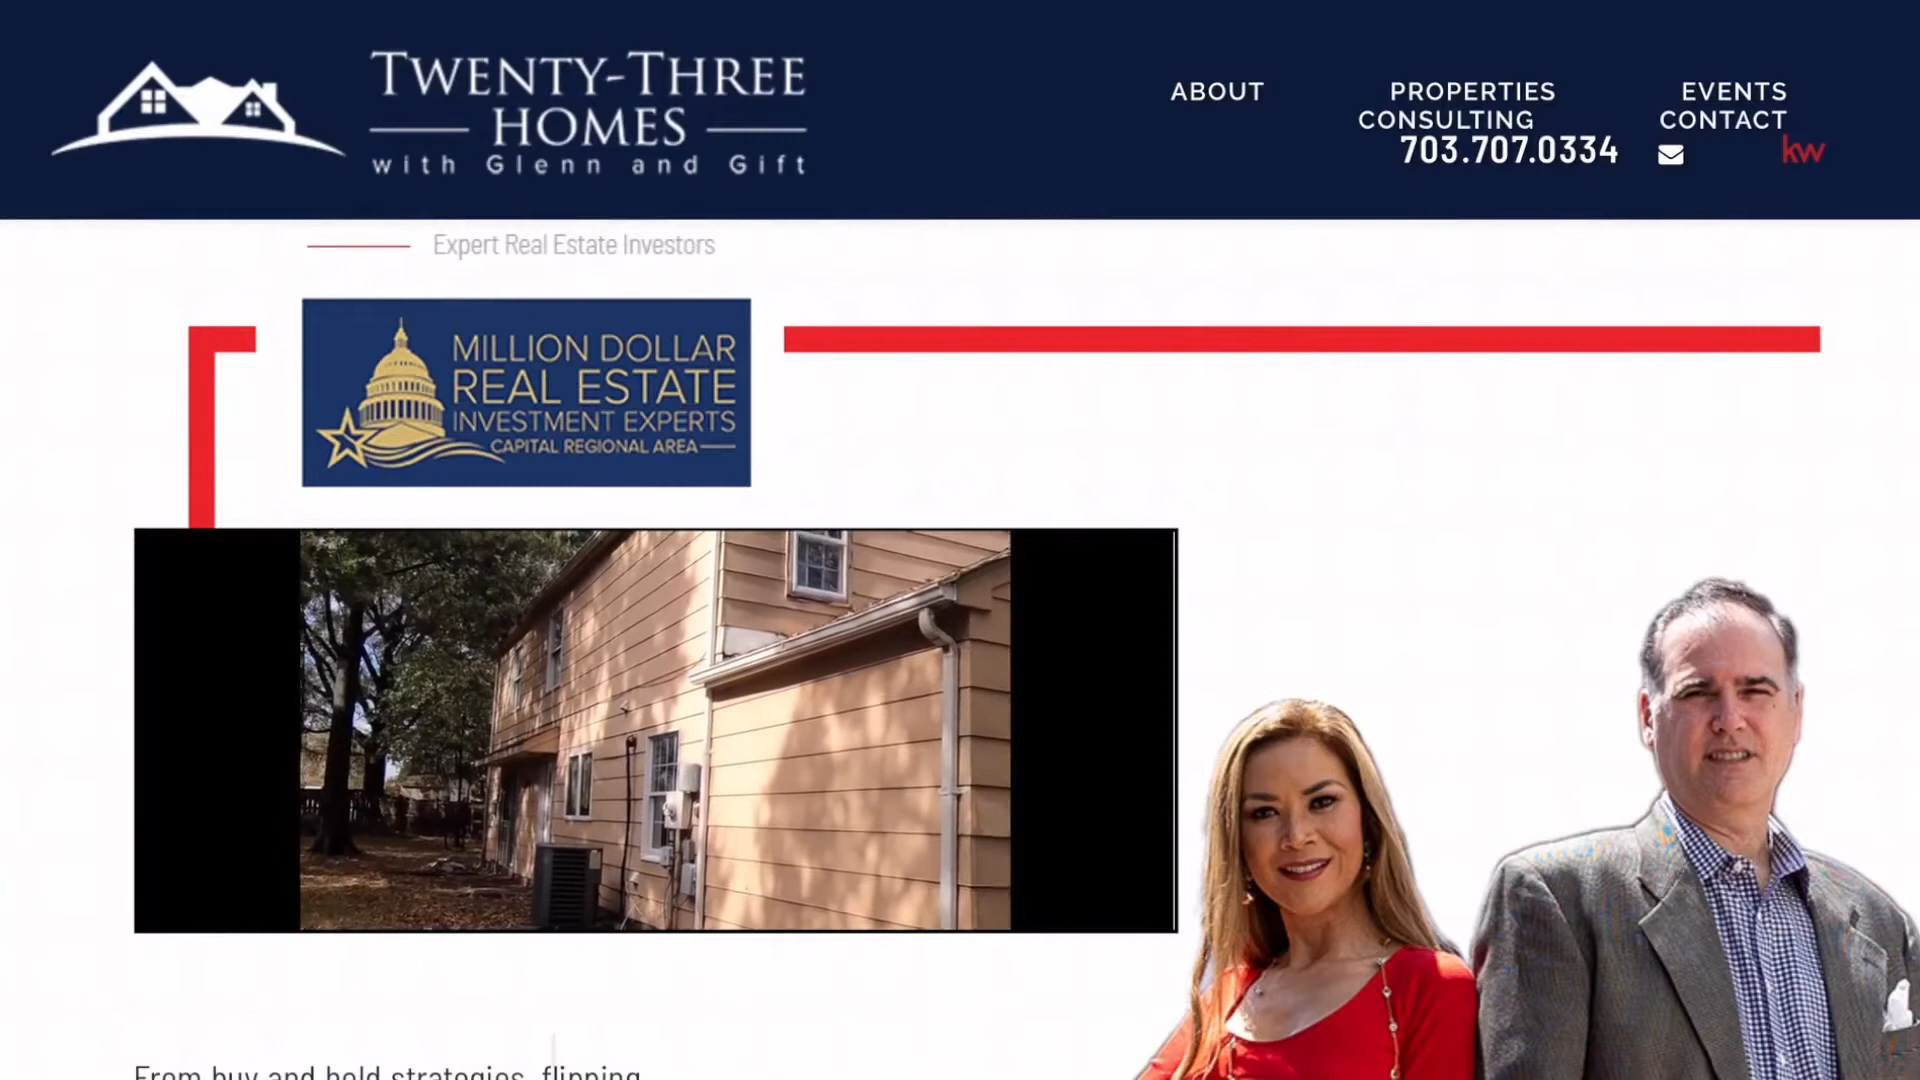 TWENTY-THREE
HOMES
with Glenn and Gift
ABOUT
PROPERTIES
EVENTS
CONSULTING
CONTACT
703.707.0334
kw
Expert Real Estate Investors
MILLION DOLLAR
REAL ESTATE
INVESTMENT EXPERTS
CAPITAL REGIONAL AREA
From buy and hold strategies, flipping